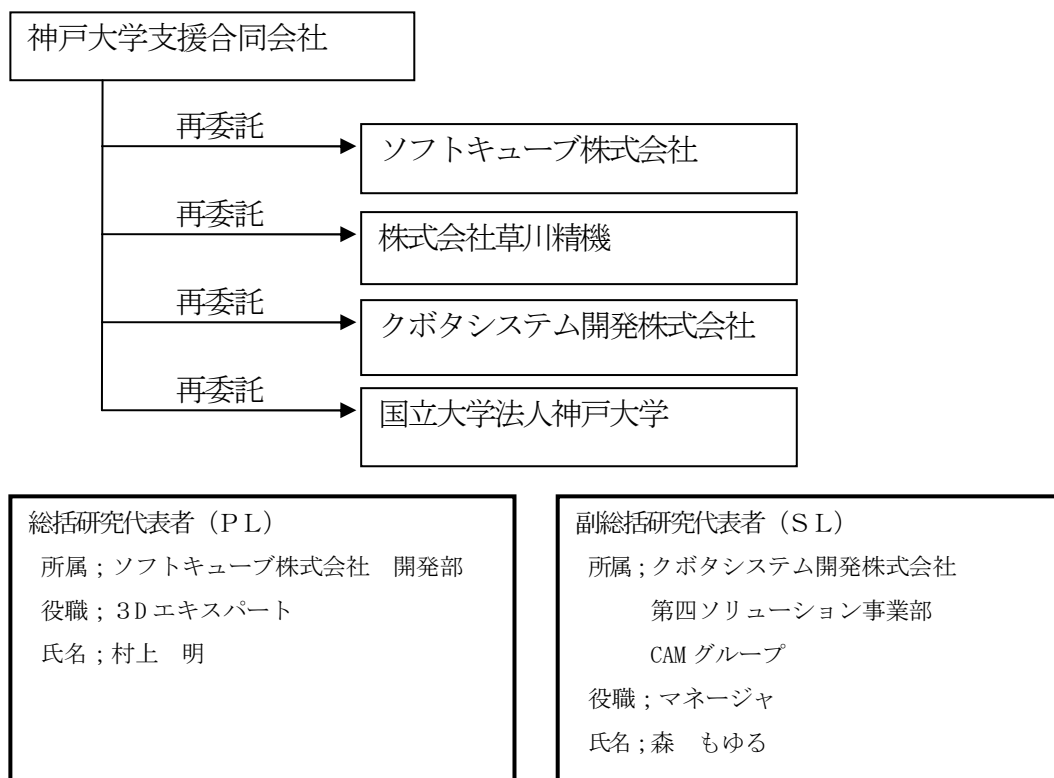 神戸大学支援合同会社
再委託
ソフトキューブ株式会社
再委託
株式会社草川精機
再委託
クボタシステム開発株式会社
再委託
国立大学法人神戸大学
総括研究代表者（ＰＬ）
所属；ソフトキューブ株式会社　開発部
役職；３Dエキスパート
氏名；村上　明
副総括研究代表者（ＳＬ）
所属；クボタシステム開発株式会社
第四ソリューション事業部
CAMグループ
役職；マネージャ
氏名；森　もゆる